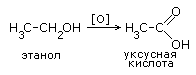 O
H₃C—CH₂OH [O] H₃C—C
OH
этанол уксусная
кислота